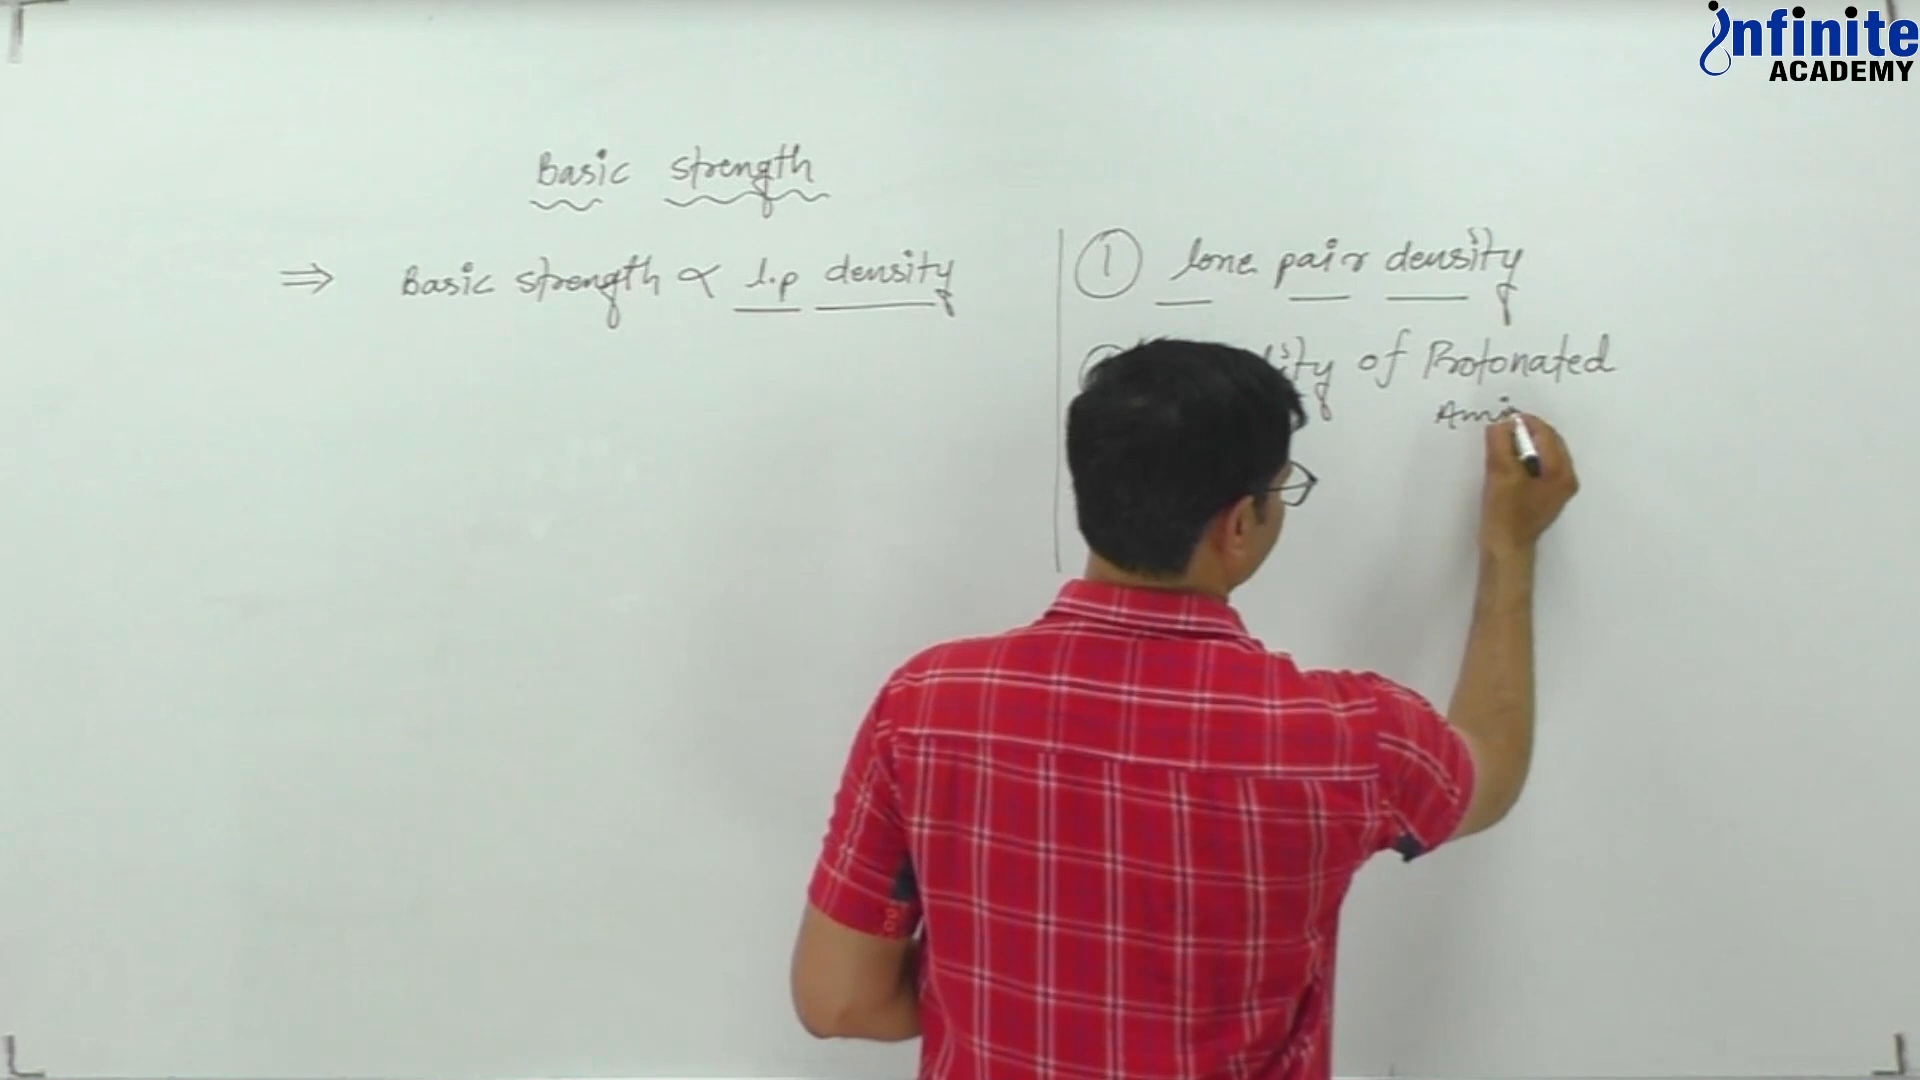 Infinite
ACADEMY
Basic strength
⇒ Basic strength ∝ l.p density
① lone pair density
of Protonated